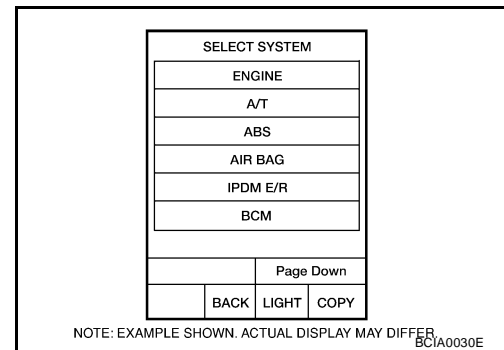 SELECT SYSTEM
ENGINE
A/T
ABS
AIR BAG
IPDM E/R
BCM
Page Down
BACK LIGHT COPY
NOTE: EXAMPLE SHOWN. ACTUAL DISPLAY MAY DIFFER.
BCIA0030E